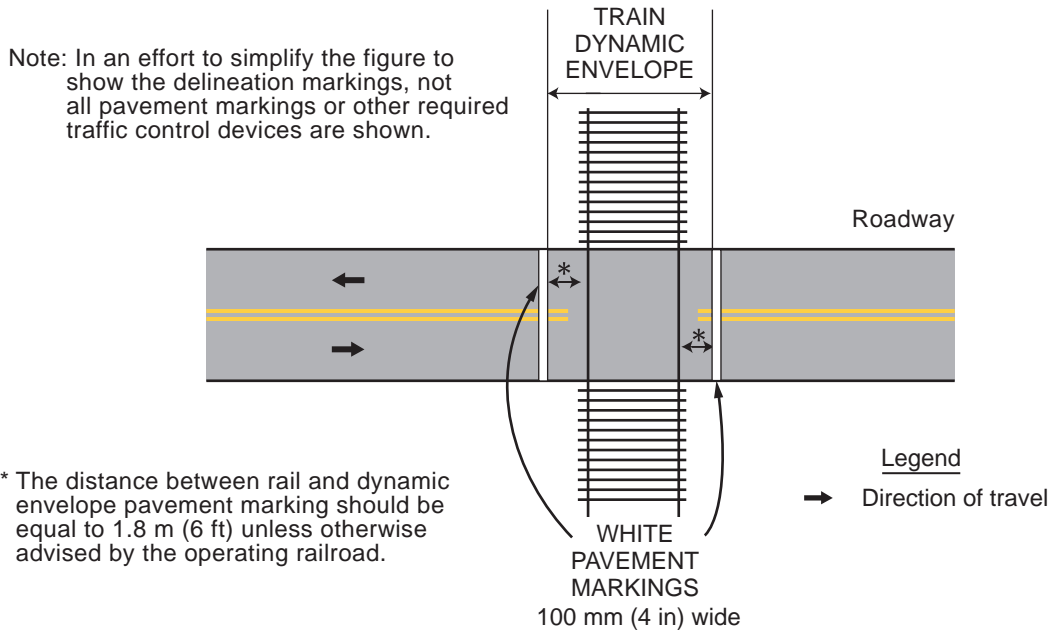 Note: In an effort to simplify the figure to
show the delineation markings, not
all pavement markings or other required
traffic control devices are shown.
TRAIN
DYNAMIC
ENVELOPE
Roadway
*
*
* The distance between rail and dynamic
envelope pavement marking should be
equal to 1.8 m (6 ft) unless otherwise
advised by the operating railroad.
WHITE
PAVEMENT
MARKINGS
100 mm (4 in) wide
Legend
Direction of travel